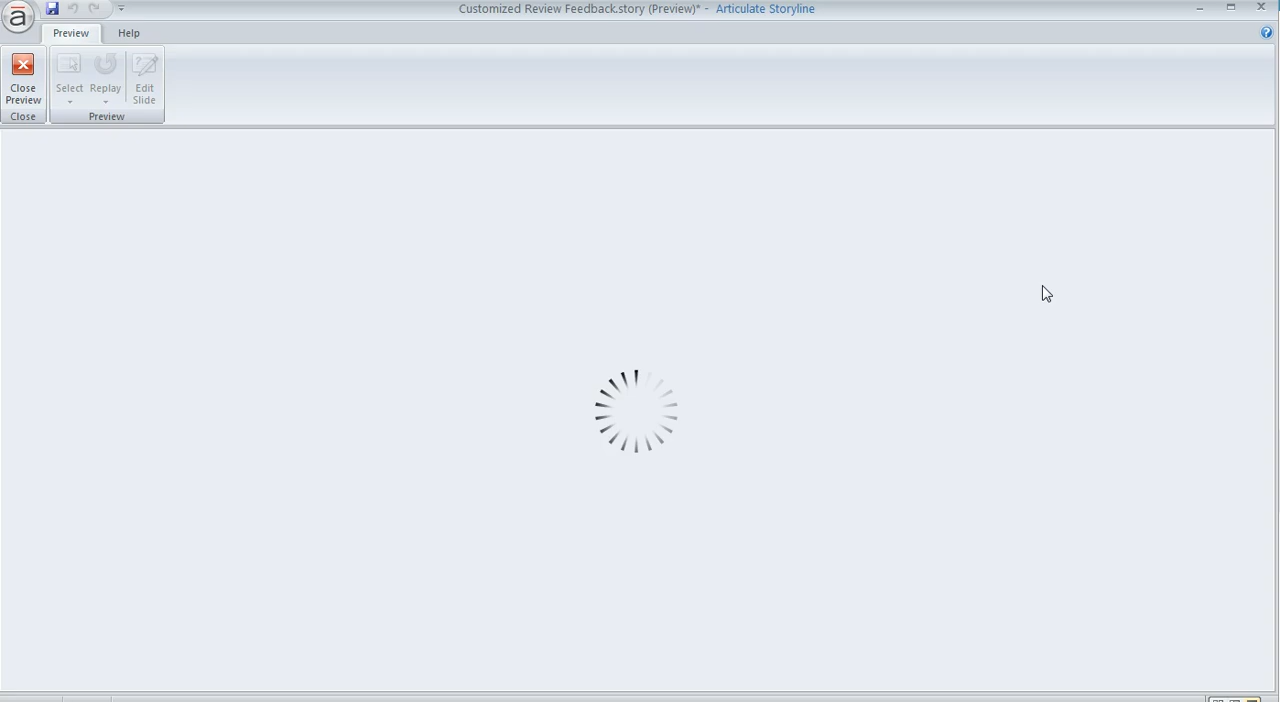 Customized Review Feedback.story (Preview)* - Articulate Storyline
Preview Help
Close Preview
Select
Replay
Edit Slide
Close
Preview